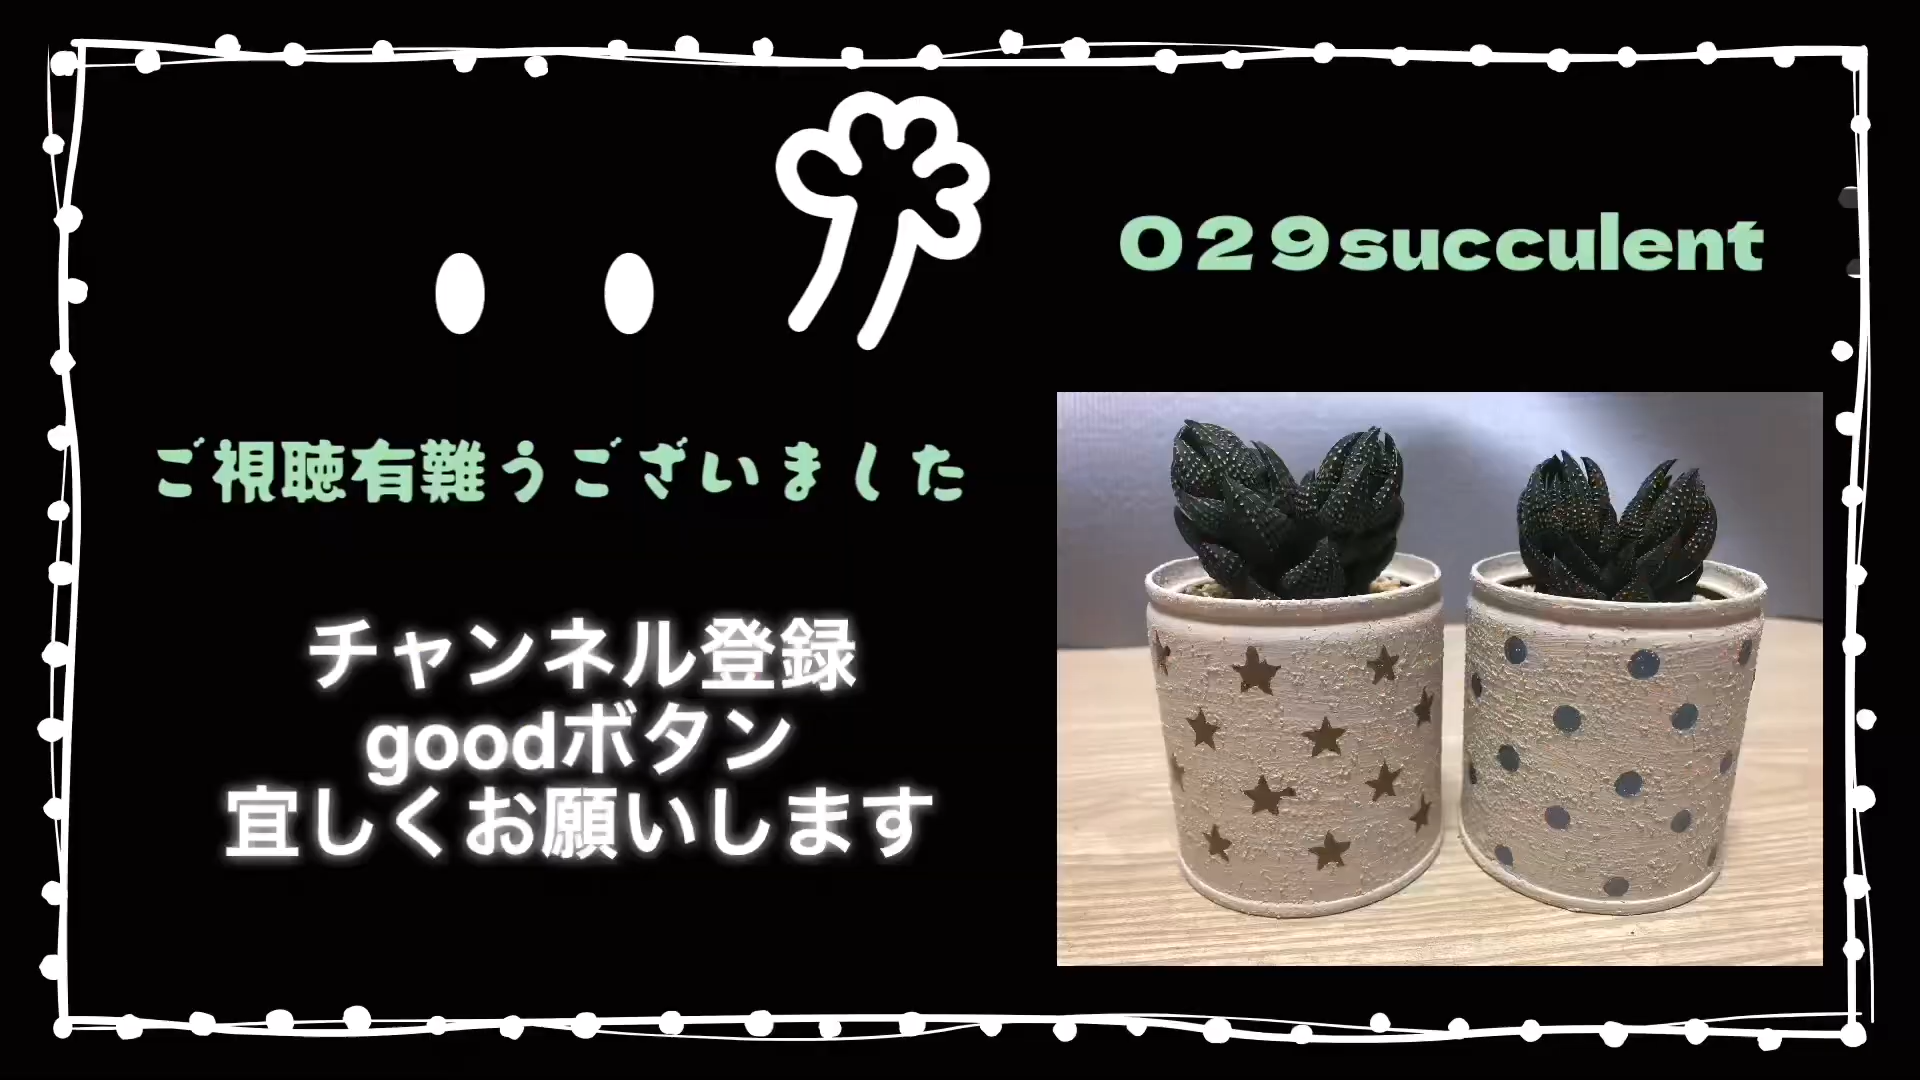 029succulent
ご視聴有難うございました
チャンネル登録
goodボタン
宜しくお願いします